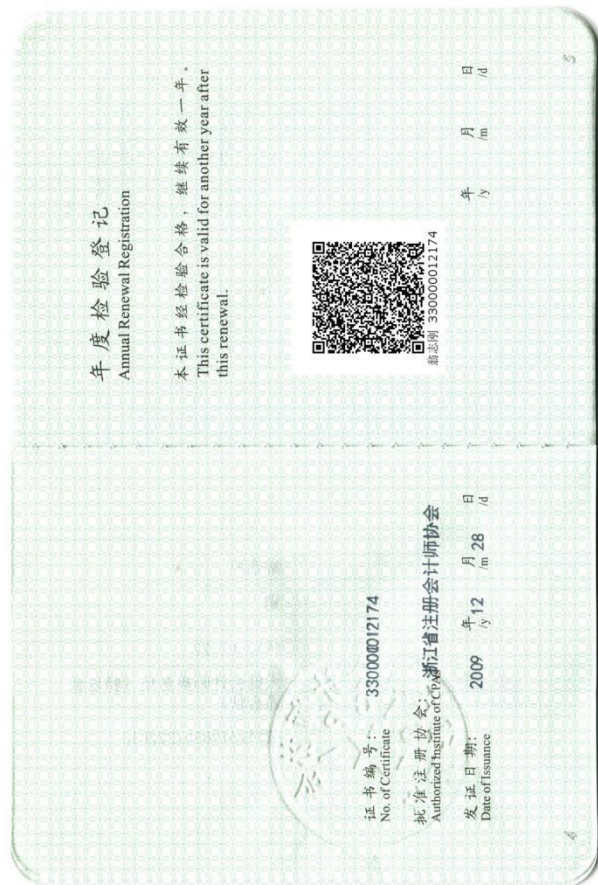 年度检验登记
Annual Renewal Registration
本证书经检验合格，继续有效一年。
This certificate is valid for another year after
this renewal.
翁志刚 330000012174
年 月 日
/y /m /d
5
证书编号： 330000012174
No. of Certificate
批准注册协会： 浙江省注册会计师协会
Authorized Institute of CPAs
发证日期： 2009 年 12 月 28 日
Date of Issuance /y /m /d